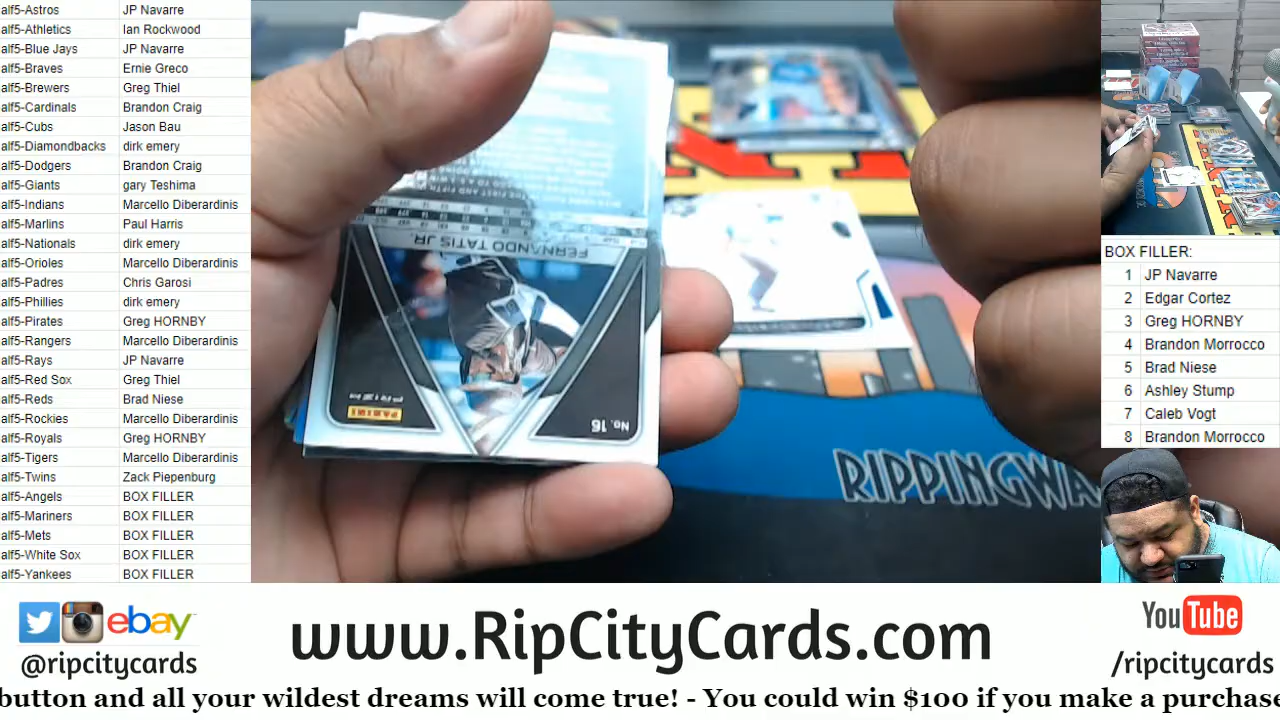 alf5-Astros JP Navarre
alf5-Athletics Ian Rockwood
alf5-Blue Jays JP Navarre
alf5-Braves Ernie Greco
alf5-Brewers Greg Thiel
alf5-Cardinals Brandon Craig
alf5-Cubs Jason Bau
alf5-Diamondbacks dirk emery
alf5-Dodgers Brandon Craig
alf5-Giants gary Teshima
alf5-Indians Marcello Diberardinis
alf5-Marlins Paul Harris
alf5-Nationals dirk emery
alf5-Orioles Marcello Diberardinis
alf5-Padres Chris Garosi
alf5-Phillies dirk emery
alf5-Pirates Greg HORNBY
alf5-Rangers Marcello Diberardinis
alf5-Rays JP Navarre
alf5-Red Sox Greg Thiel
alf5-Reds Brad Niese
alf5-Rockies Marcello Diberardinis
alf5-Royals Greg HORNBY
alf5-Tigers Marcello Diberardinis
alf5-Twins Zack Piepenburg
alf5-Angels BOX FILLER
alf5-Mariners BOX FILLER
alf5-Mets BOX FILLER
alf5-White Sox BOX FILLER
alf5-Yankees BOX FILLER
FERNANDO TATIS JR.
PRIZM
PANINI
No. 16
RIPPINGWA
BOX FILLER:
1 JP Navarre
2 Edgar Cortez
3 Greg HORNBY
4 Brandon Morrocco
5 Brad Niese
6 Ashley Stump
7 Caleb Vogt
8 Brandon Morrocco
ebay
@ripcitycards
www.RipCityCards.com
YouTube
/ripcitycards
button and all your wildest dreams will come true! - You could win $100 if you make a purchase